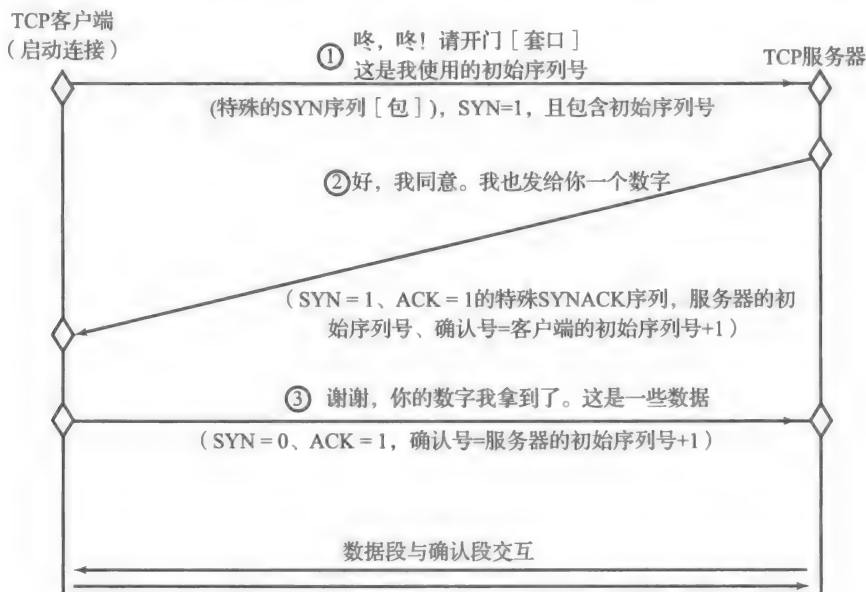 TCP客户端
（启动连接）
① 咚，咚！请开门［套口］
这是我使用的初始序列号
TCP服务器
(特殊的SYN序列［包］)，SYN=1，且包含初始序列号
②好，我同意。我也发给你一个数字
（SYN = 1、ACK = 1的特殊SYNACK序列，服务器的初
始序列号、确认号=客户端的初始序列号+1）
③ 谢谢，你的数字我拿到了。这是一些数据
（SYN = 0、ACK = 1，确认号=服务器的初始序列号+1）
数据段与确认段交互